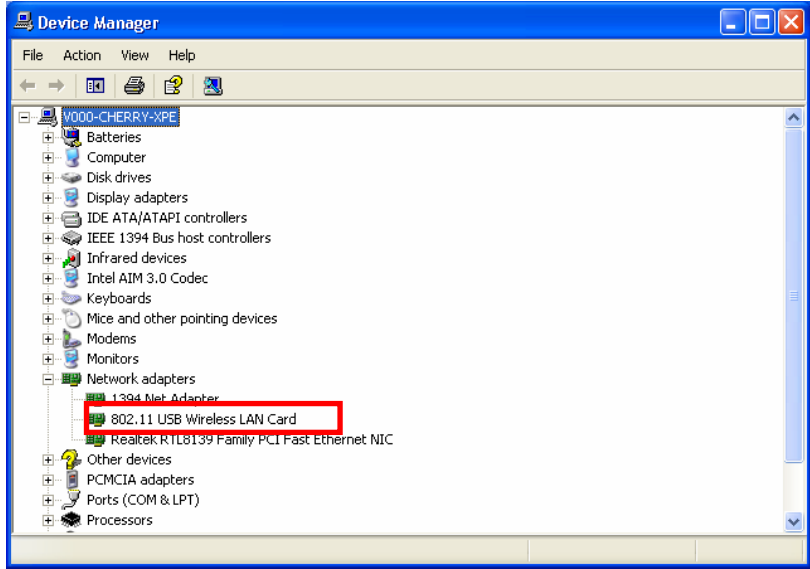 Device Manager
File Action View Help
V000-CHERRY-XPE
Batteries
Computer
Disk drives
Display adapters
IDE ATA/ATAPI controllers
IEEE 1394 Bus host controllers
Infrared devices
Intel AIM 3.0 Codec
Keyboards
Mice and other pointing devices
Modems
Monitors
Network adapters
1394 Net Adapter
802.11 USB Wireless LAN Card
Realtek RTL8139 Family PCI Fast Ethernet NIC
Other devices
PCMCIA adapters
Ports (COM & LPT)
Processors